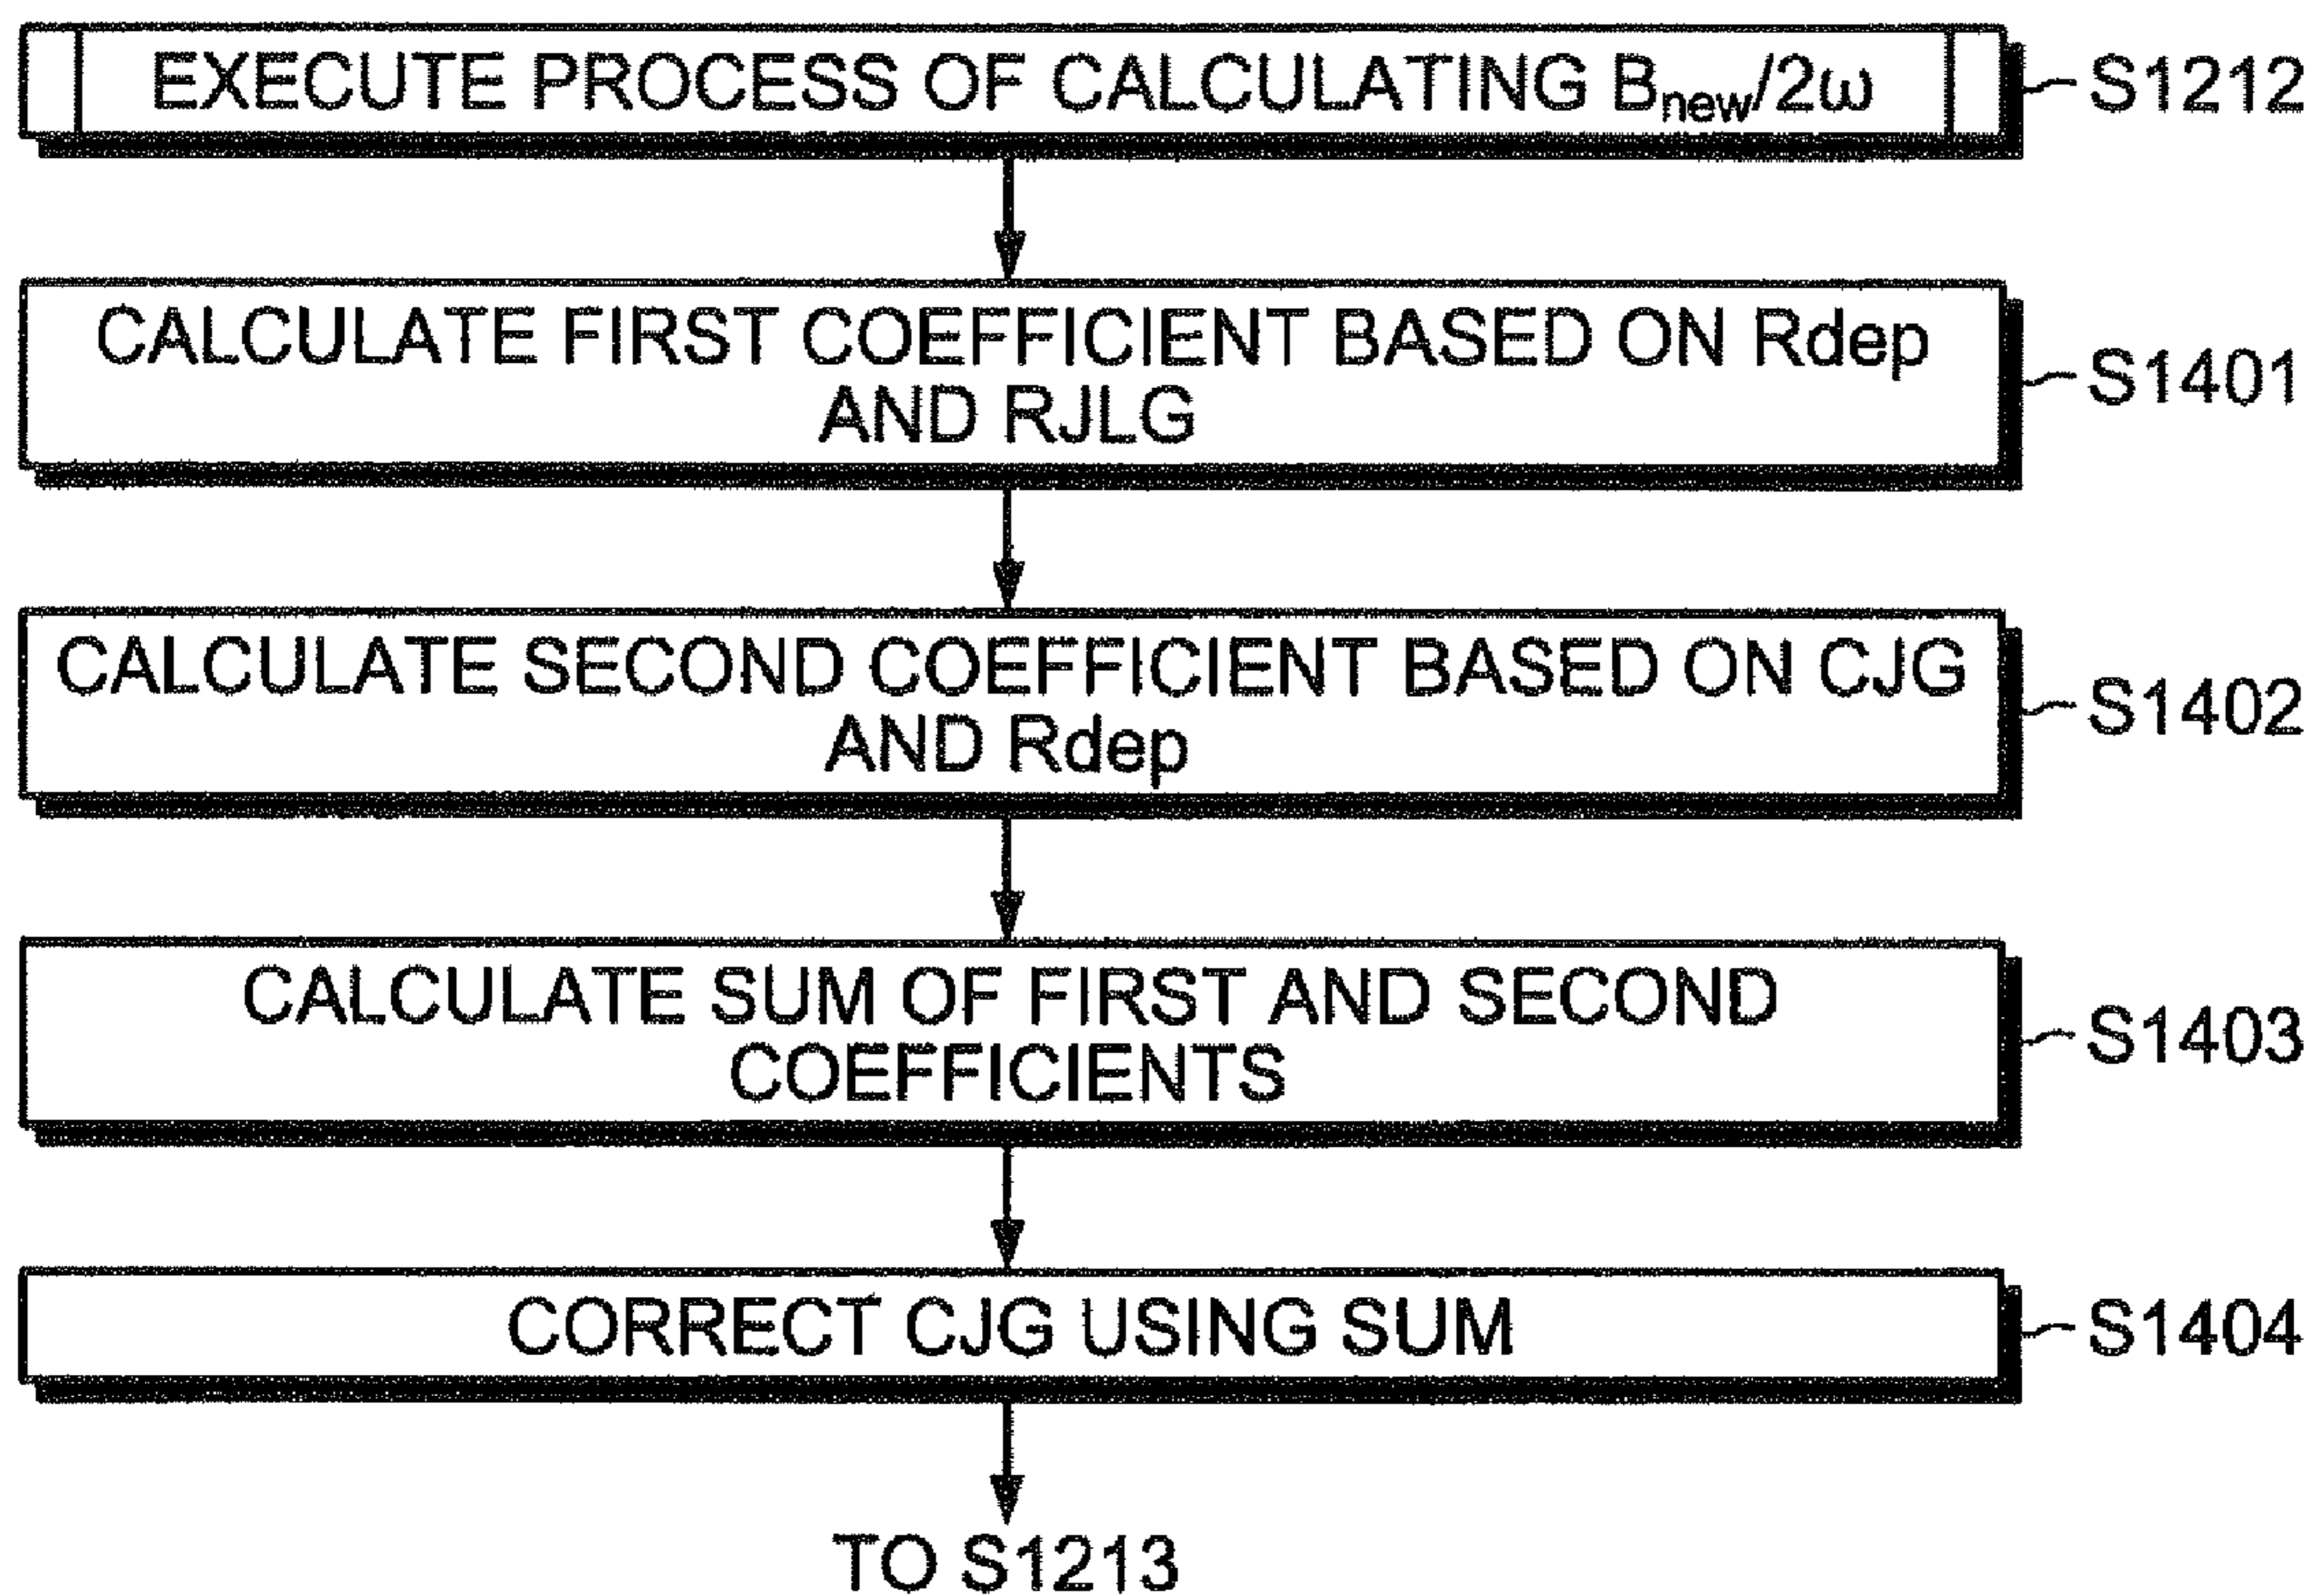 EXECUTE PROCESS OF CALCULATING Bnew/2ω
S1212
CALCULATE FIRST COEFFICIENT BASED ON Rdep
AND RJLG
S1401
CALCULATE SECOND COEFFICIENT BASED ON CJG
AND Rdep
S1402
CALCULATE SUM OF FIRST AND SECOND
COEFFICIENTS
S1403
CORRECT CJG USING SUM
S1404
TO S1213